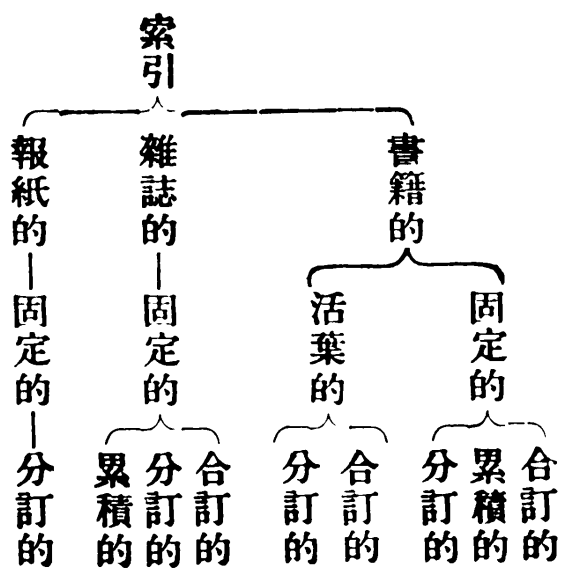 索引
書籍的
固定的
合訂的
累積的
分訂的
活葉的
合訂的
分訂的
雜誌的
固定的
合訂的
分訂的
累積的
報紙的
固定的
分訂的